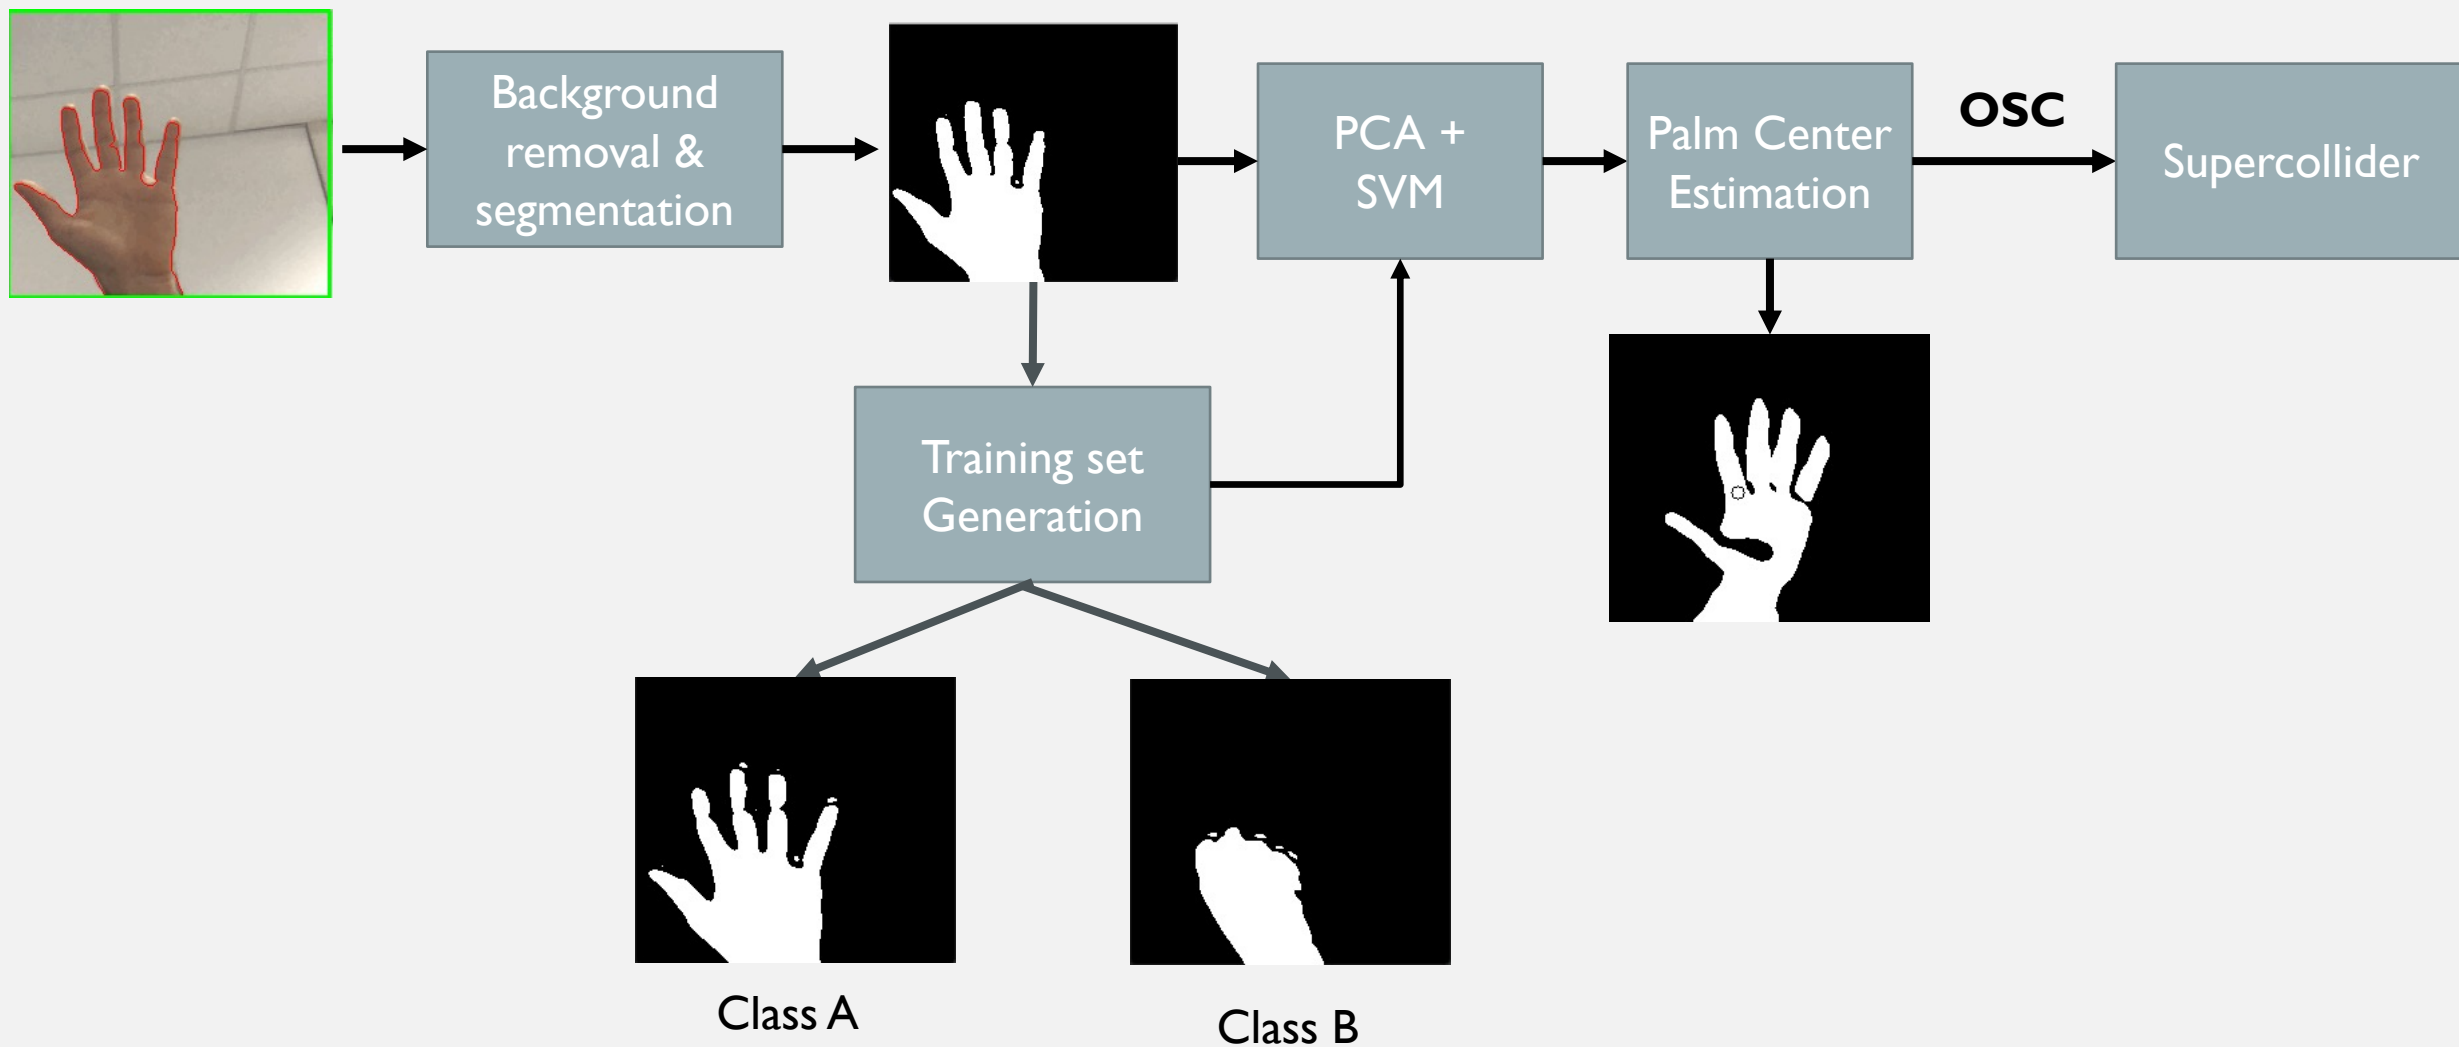 Background
removal &
segmentation
PCA +
SVM
Palm Center
Estimation
OSC
Supercollider
Training set
Generation
Class A
Class B